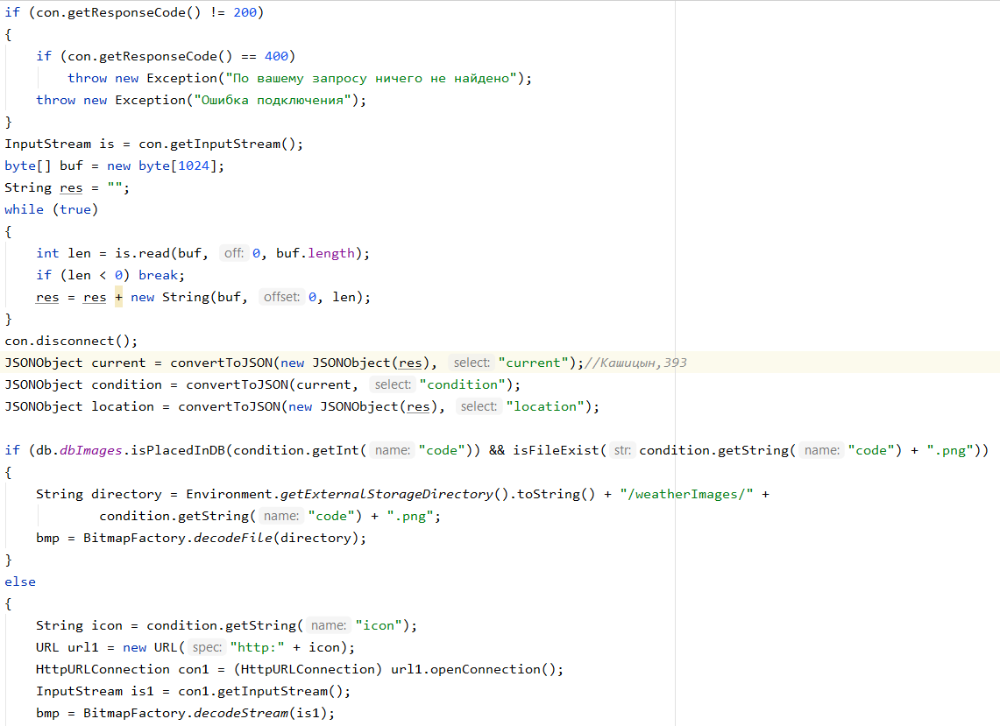 if (con.getResponseCode() != 200)
{
    if (con.getResponseCode() == 400)
        throw new Exception("По вашему запросу ничего не найдено");
    throw new Exception("Ошибка подключения");
}
InputStream is = con.getInputStream();
byte[] buf = new byte[1024];
String res = "";
while (true)
{
    int len = is.read(buf, off: 0, buf.length);
    if (len < 0) break;
    res = res + new String(buf, offset: 0, len);
}
con.disconnect();
JSONObject current = convertToJSON(new JSONObject(res), select: "current");//Кашицын,393
JSONObject condition = convertToJSON(current, select: "condition");
JSONObject location = convertToJSON(new JSONObject(res), select: "location");

if (db.dbImages.isPlacedInDB(condition.getInt( name: "code")) && isFileExist( str: condition.getString( name: "code") + ".png"))
{
    String directory = Environment.getExternalStorageDirectory().toString() + "/weatherImages/" +
            condition.getString( name: "code") + ".png";
    bmp = BitmapFactory.decodeFile(directory);
}
else
{
    String icon = condition.getString( name: "icon");
    URL url1 = new URL( spec: "http:" + icon);
    HttpURLConnection con1 = (HttpURLConnection) url1.openConnection();
    InputStream is1 = con1.getInputStream();
    bmp = BitmapFactory.decodeStream(is1);